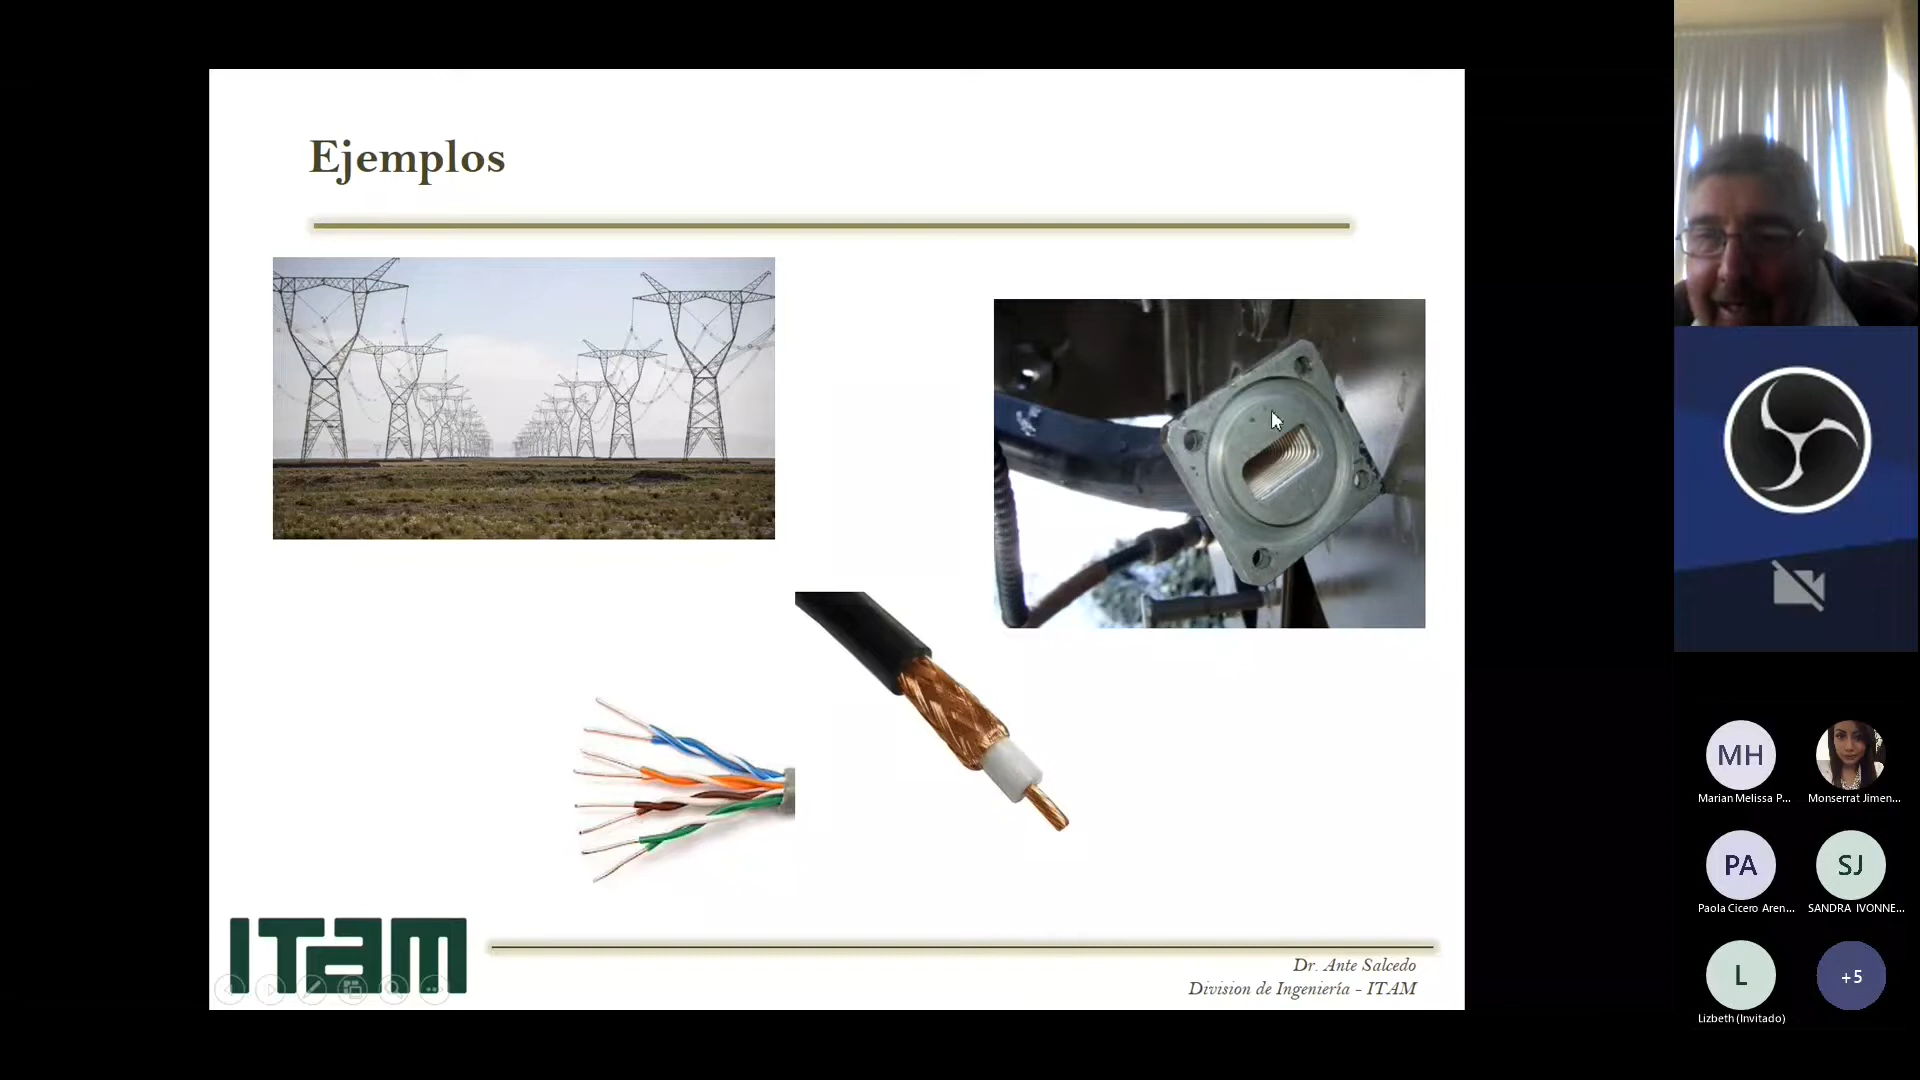 Ejemplos
ITAM
Dr. Ante Salcedo
Division de Ingeniería - ITAM
MH
Marian Melissa P...
Monserrat Jimen...
PA
Paola Cicero Aren...
SJ
SANDRA IVONNE...
L
Lizbeth (Invitado)
+5